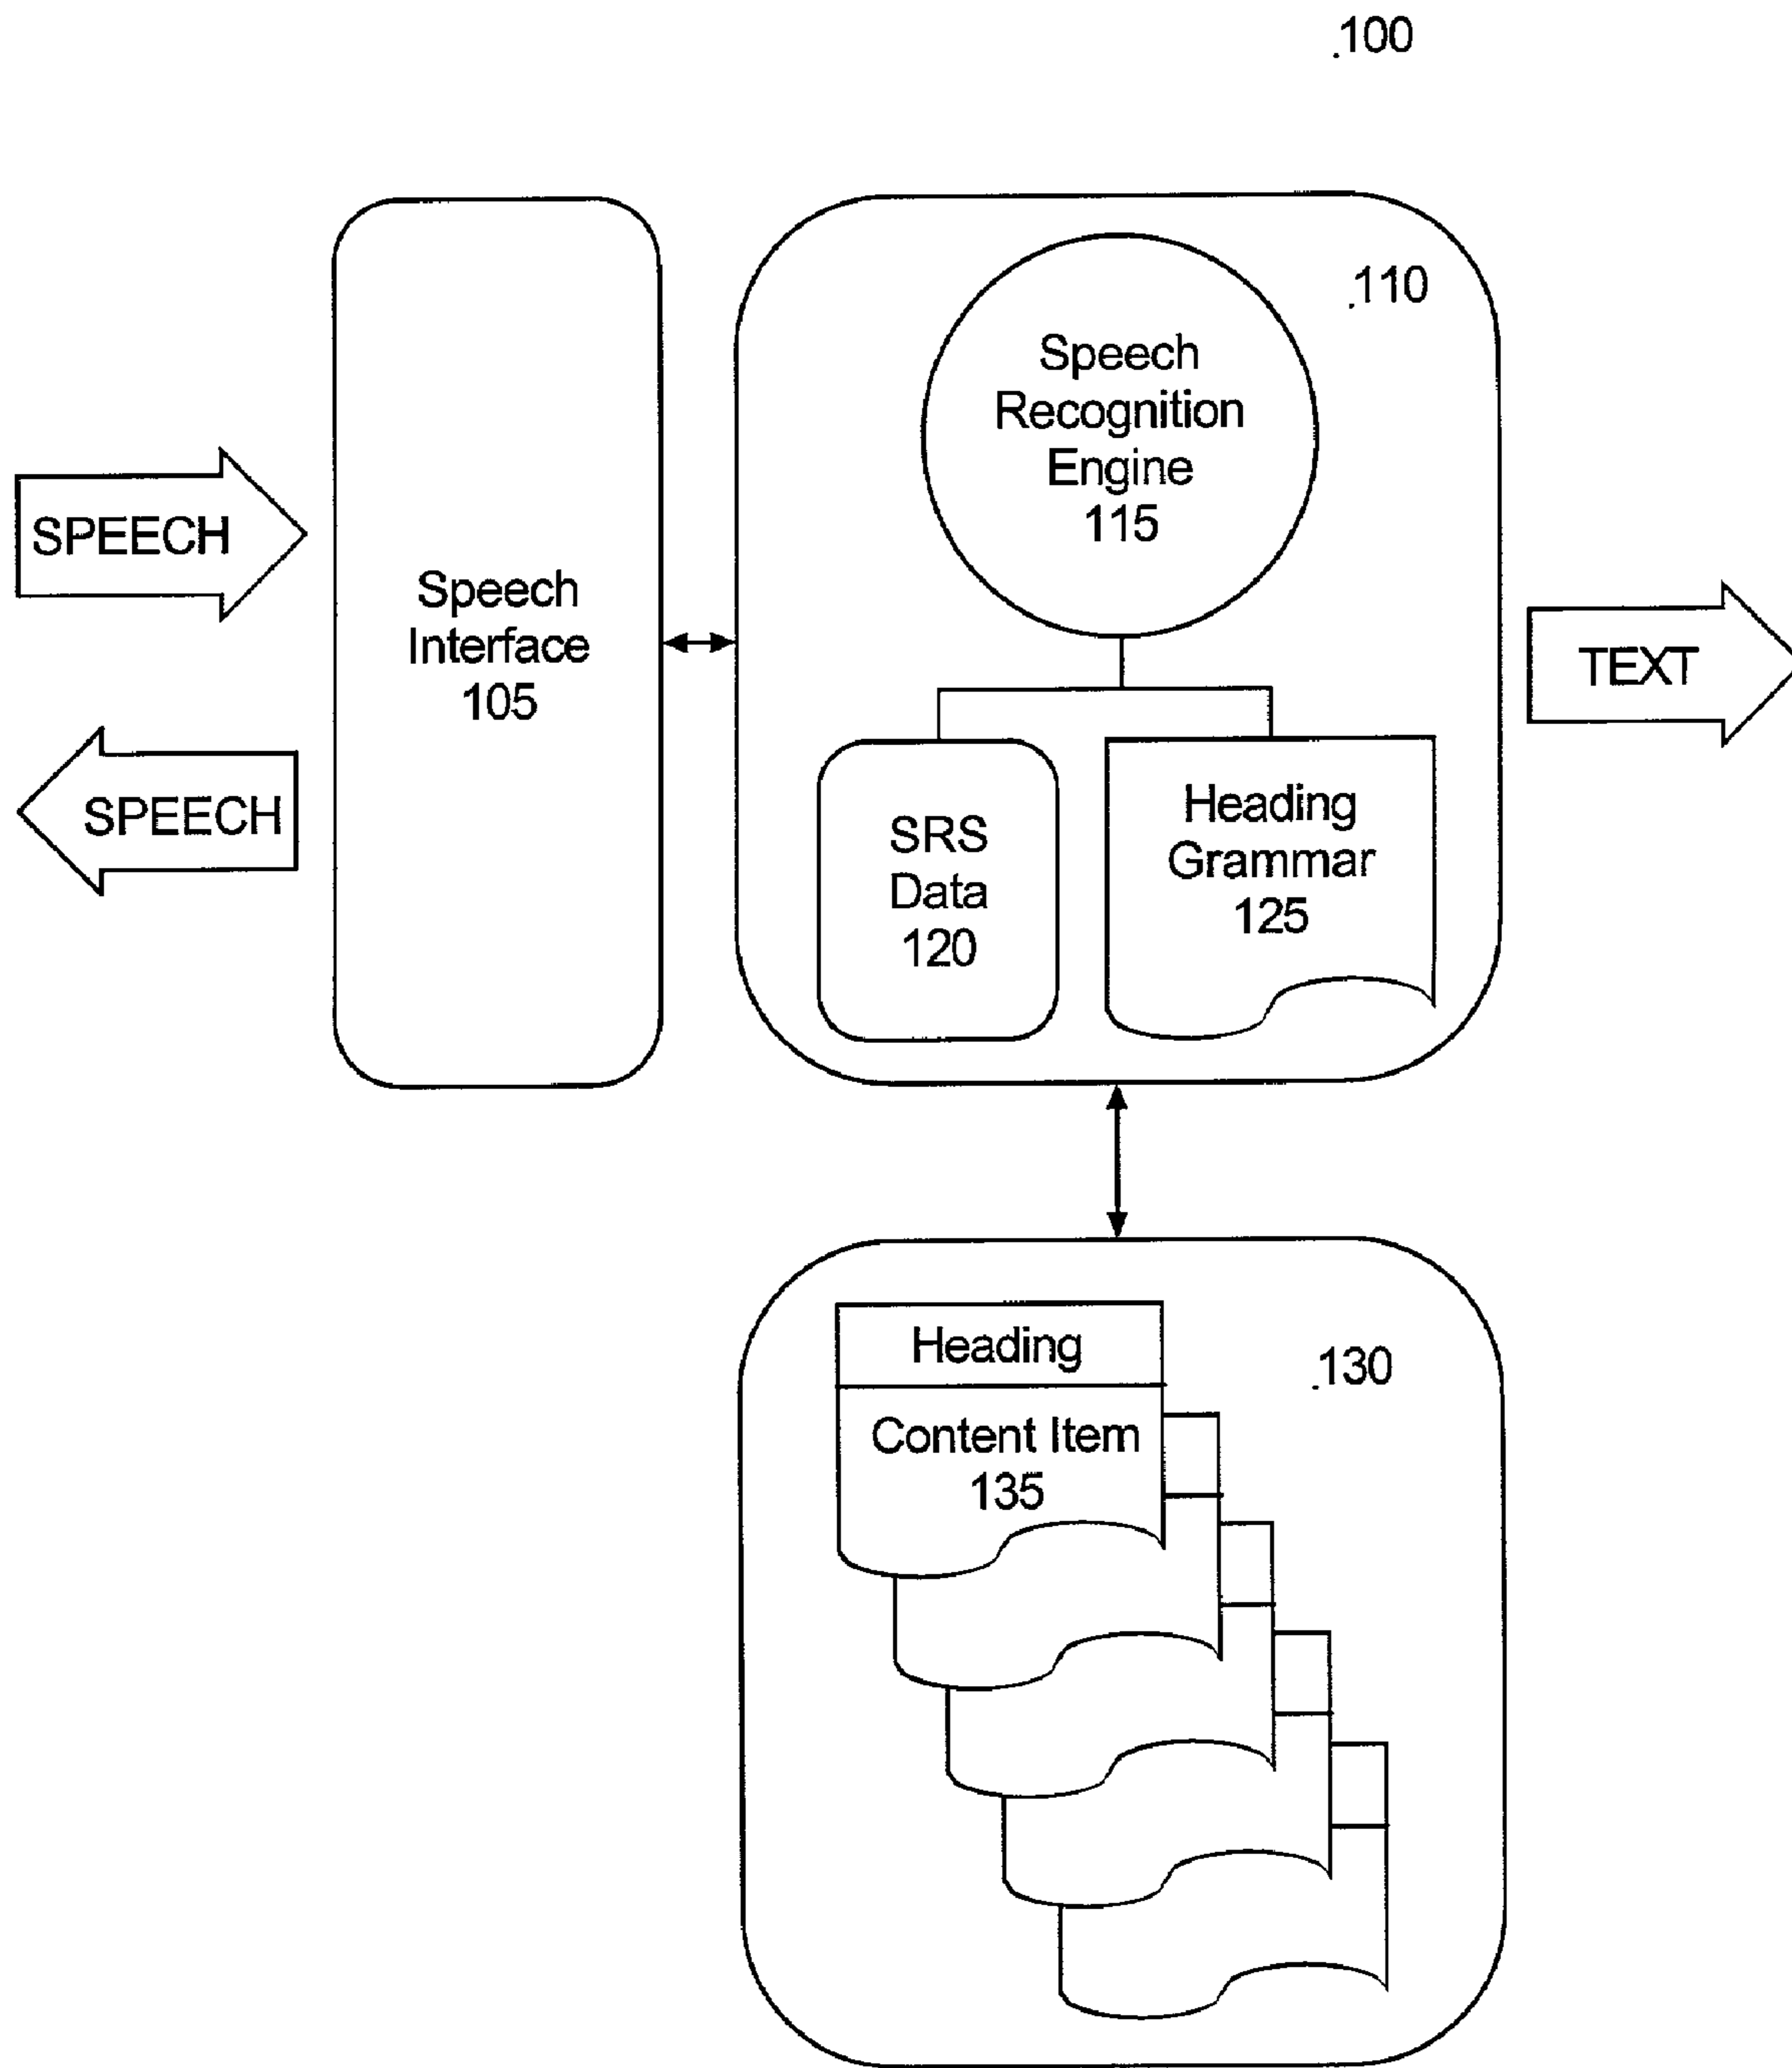 .100
.110
Speech
Recognition
Engine
115
SPEECH
Speech
Interface
105
TEXT
SPEECH
SRS
Data
120
Heading
Grammar
125
Heading
.130
Content Item
135